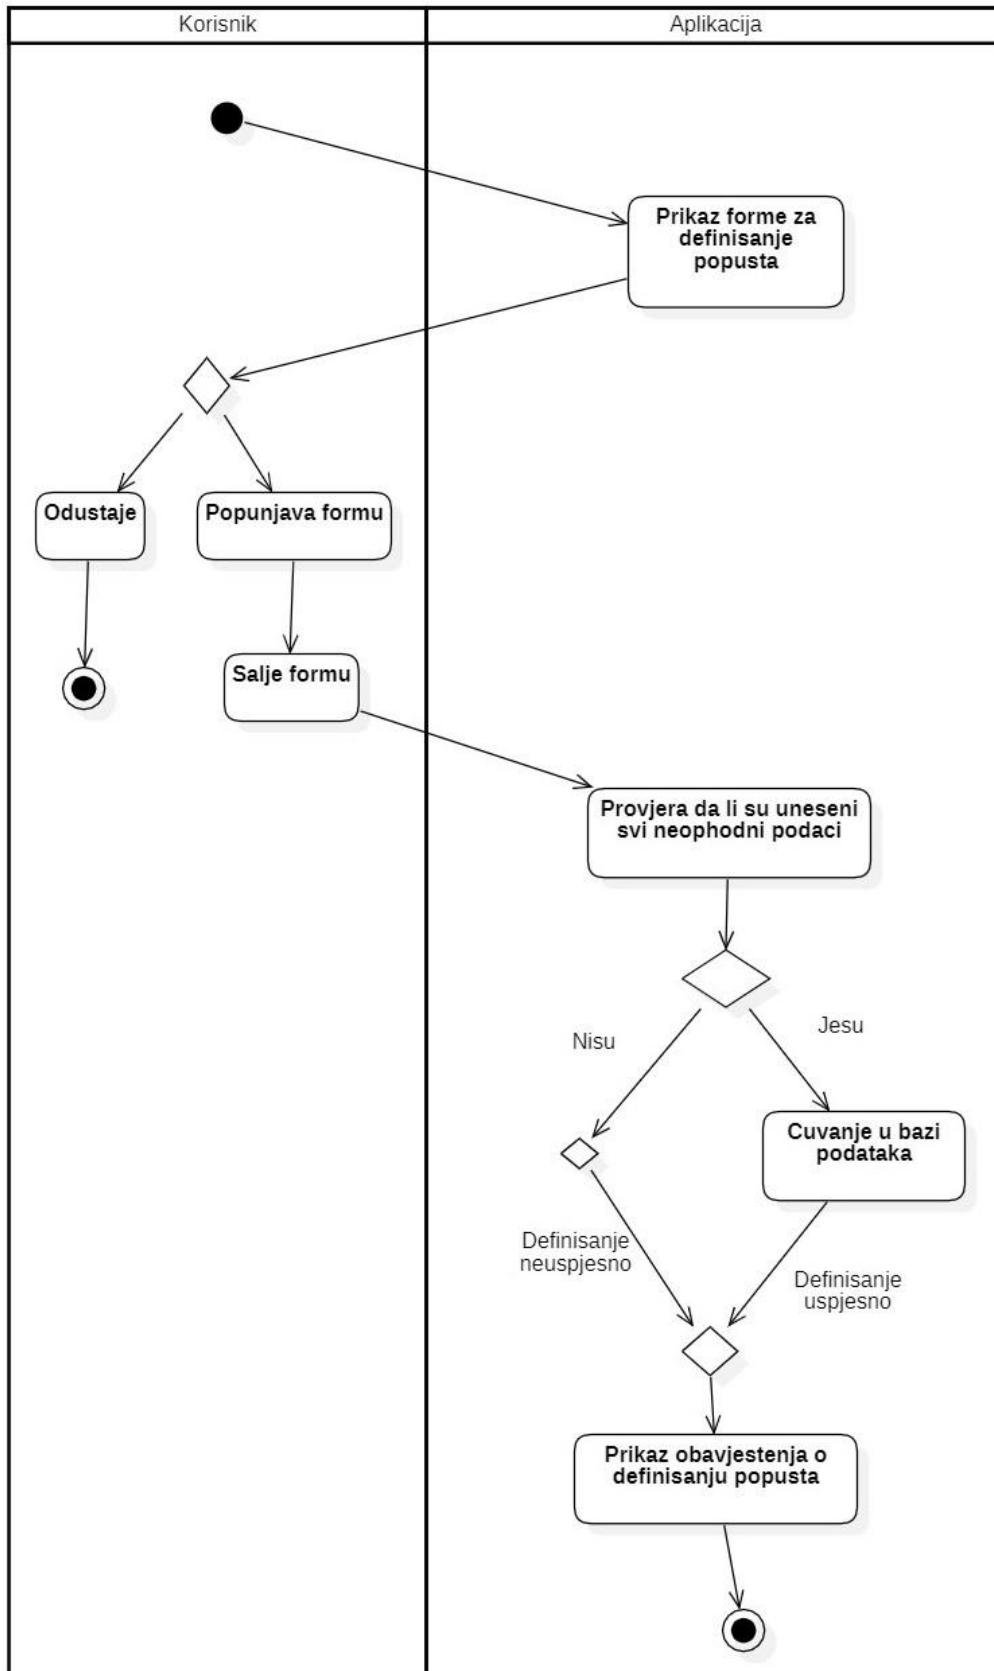 Korisnik
Aplikacija
Prikaz forme za
definisanje
popusta
Odustaje
Popunjava formu
Salje formu
Provjera da li su uneseni
svi neophodni podaci
Nisu
Jesu
Cuvanje u bazi
podataka
Definisanje
neuspjesno
Definisanje
uspjesno
Prikaz obavjestenja o
definisanju popusta